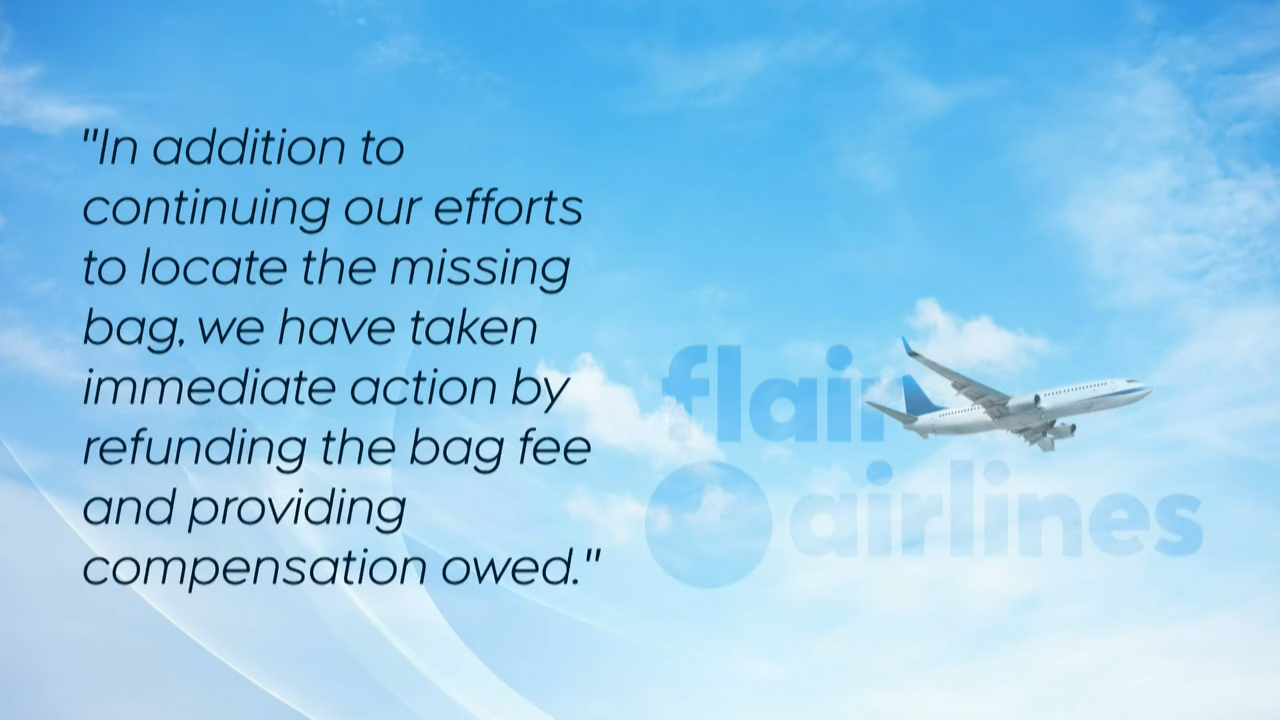 "In addition to
continuing our efforts
to locate the missing
bag, we have taken
immediate action by
refunding the bag fee
and providing
compensation owed."
flair
airlines